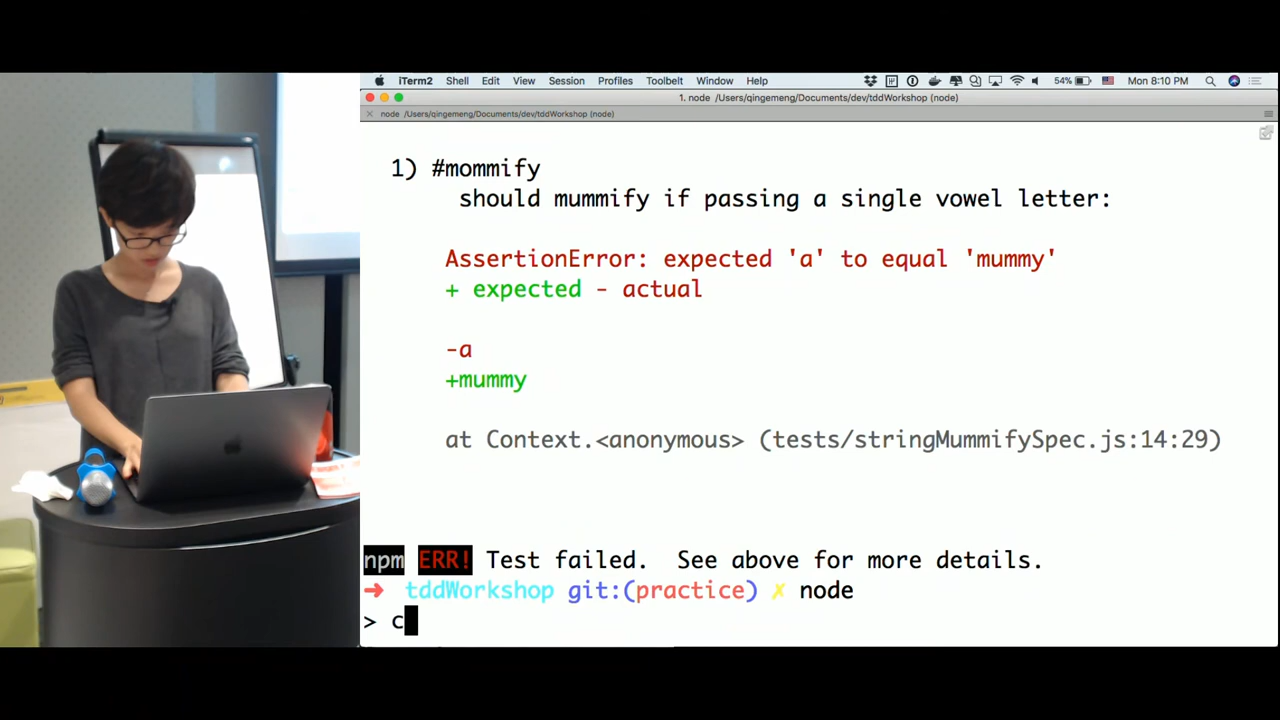 iTerm2 Shell Edit View Session Profiles Toolbelt Window Help 54% Mon 8:10 PM
1. node /Users/qingemeng/Documents/dev/tddWorkshop (node)
node /Users/qingemeng/Documents/dev/tddWorkshop (node)
1) #mommify
should mummify if passing a single vowel letter:
AssertionError: expected 'a' to equal 'mummy'
+ expected - actual
-a
+mummy
at Context.<anonymous> (tests/stringMummifySpec.js:14:29)
npm ERR! Test failed. See above for more details.
➜ tddWorkshop git:(practice) ✗ node
> c